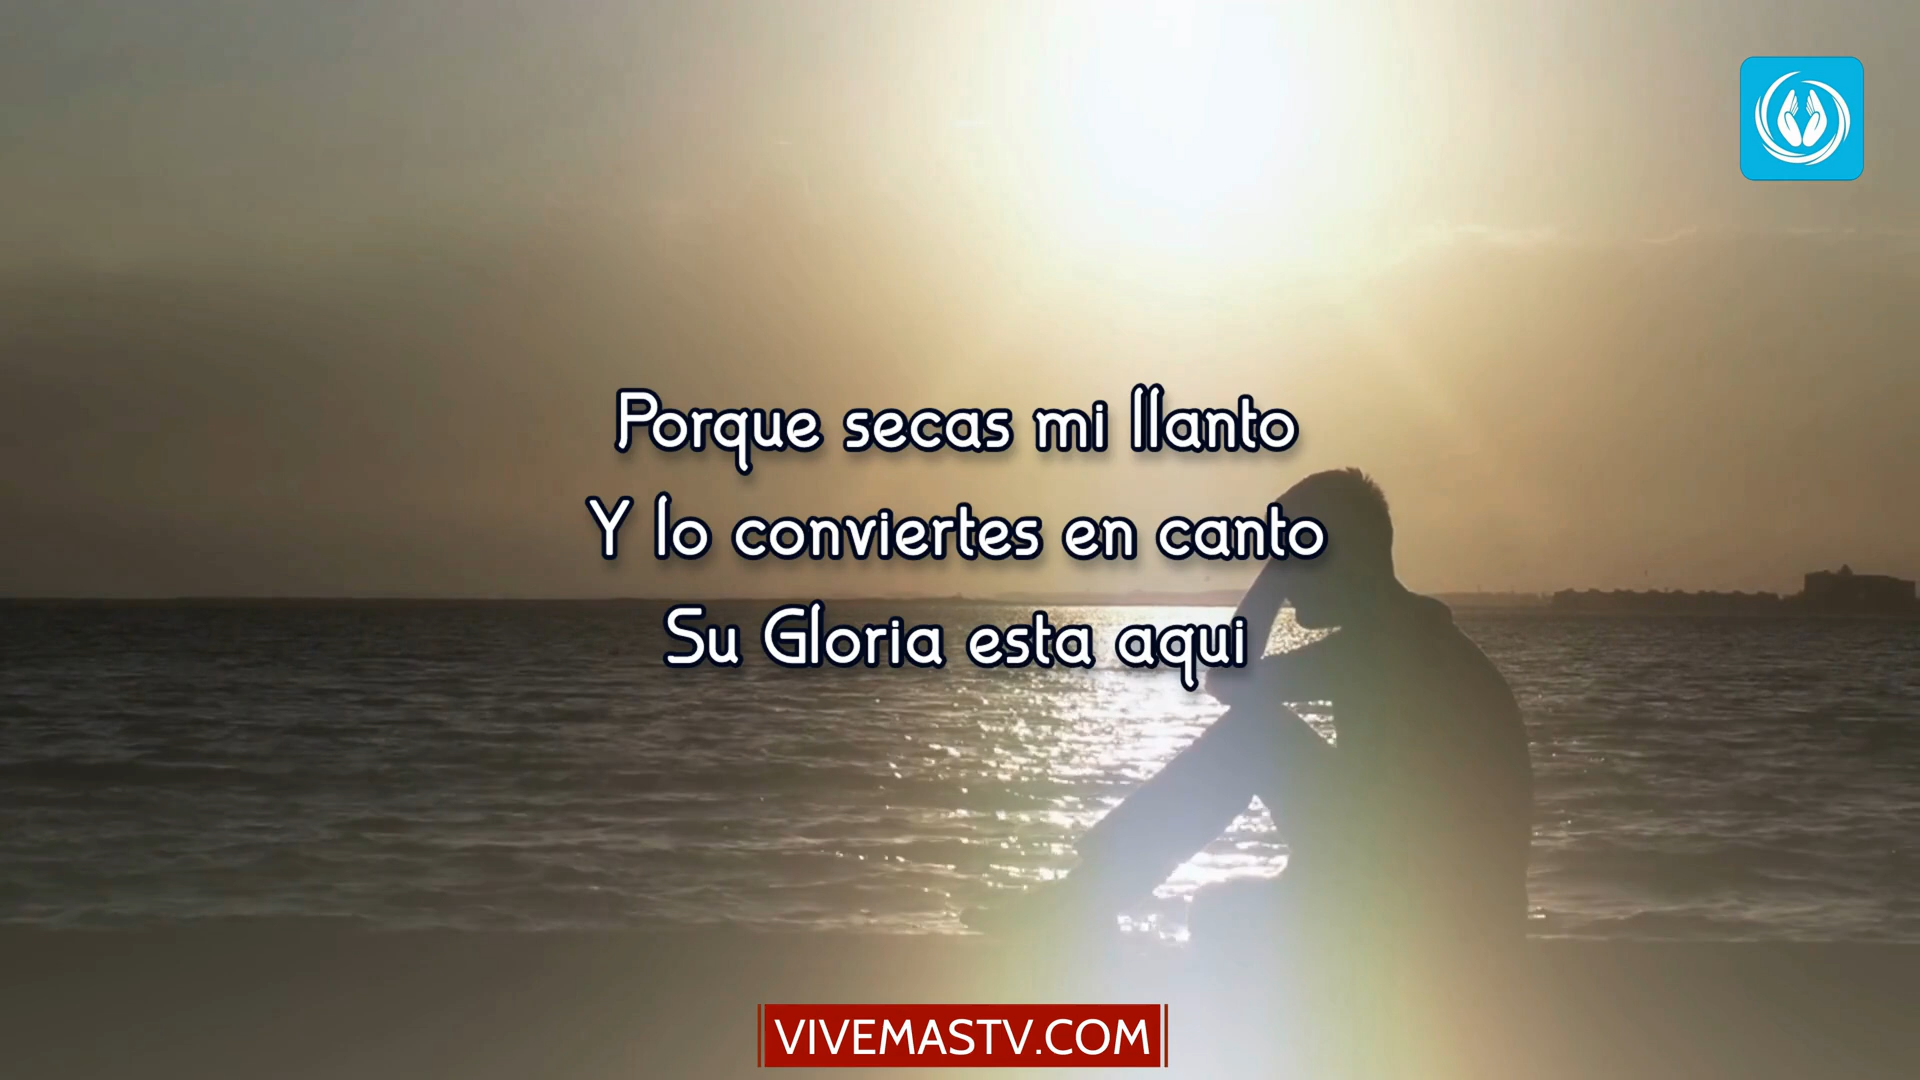 Porque secas mi llanto
Y lo conviertes en canto
Su Gloria esta aqui
VIVEMASTV.COM